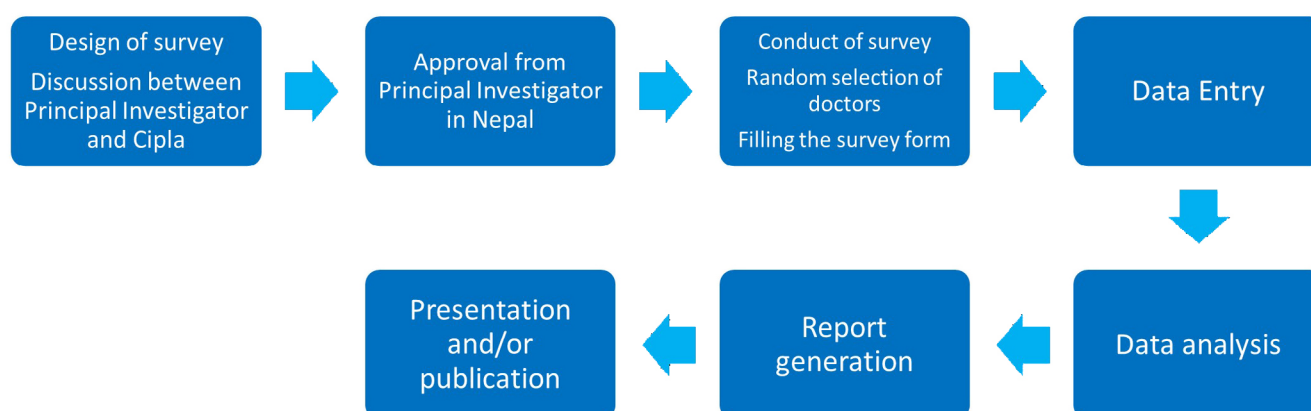 Design of survey
Discussion between
Principal Investigator
and Cipla
Approval from
Principal Investigator
in Nepal
Conduct of survey
Random selection of
doctors
Filling the survey form
Data Entry
Data analysis
Report
generation
Presentation
and/or
publication